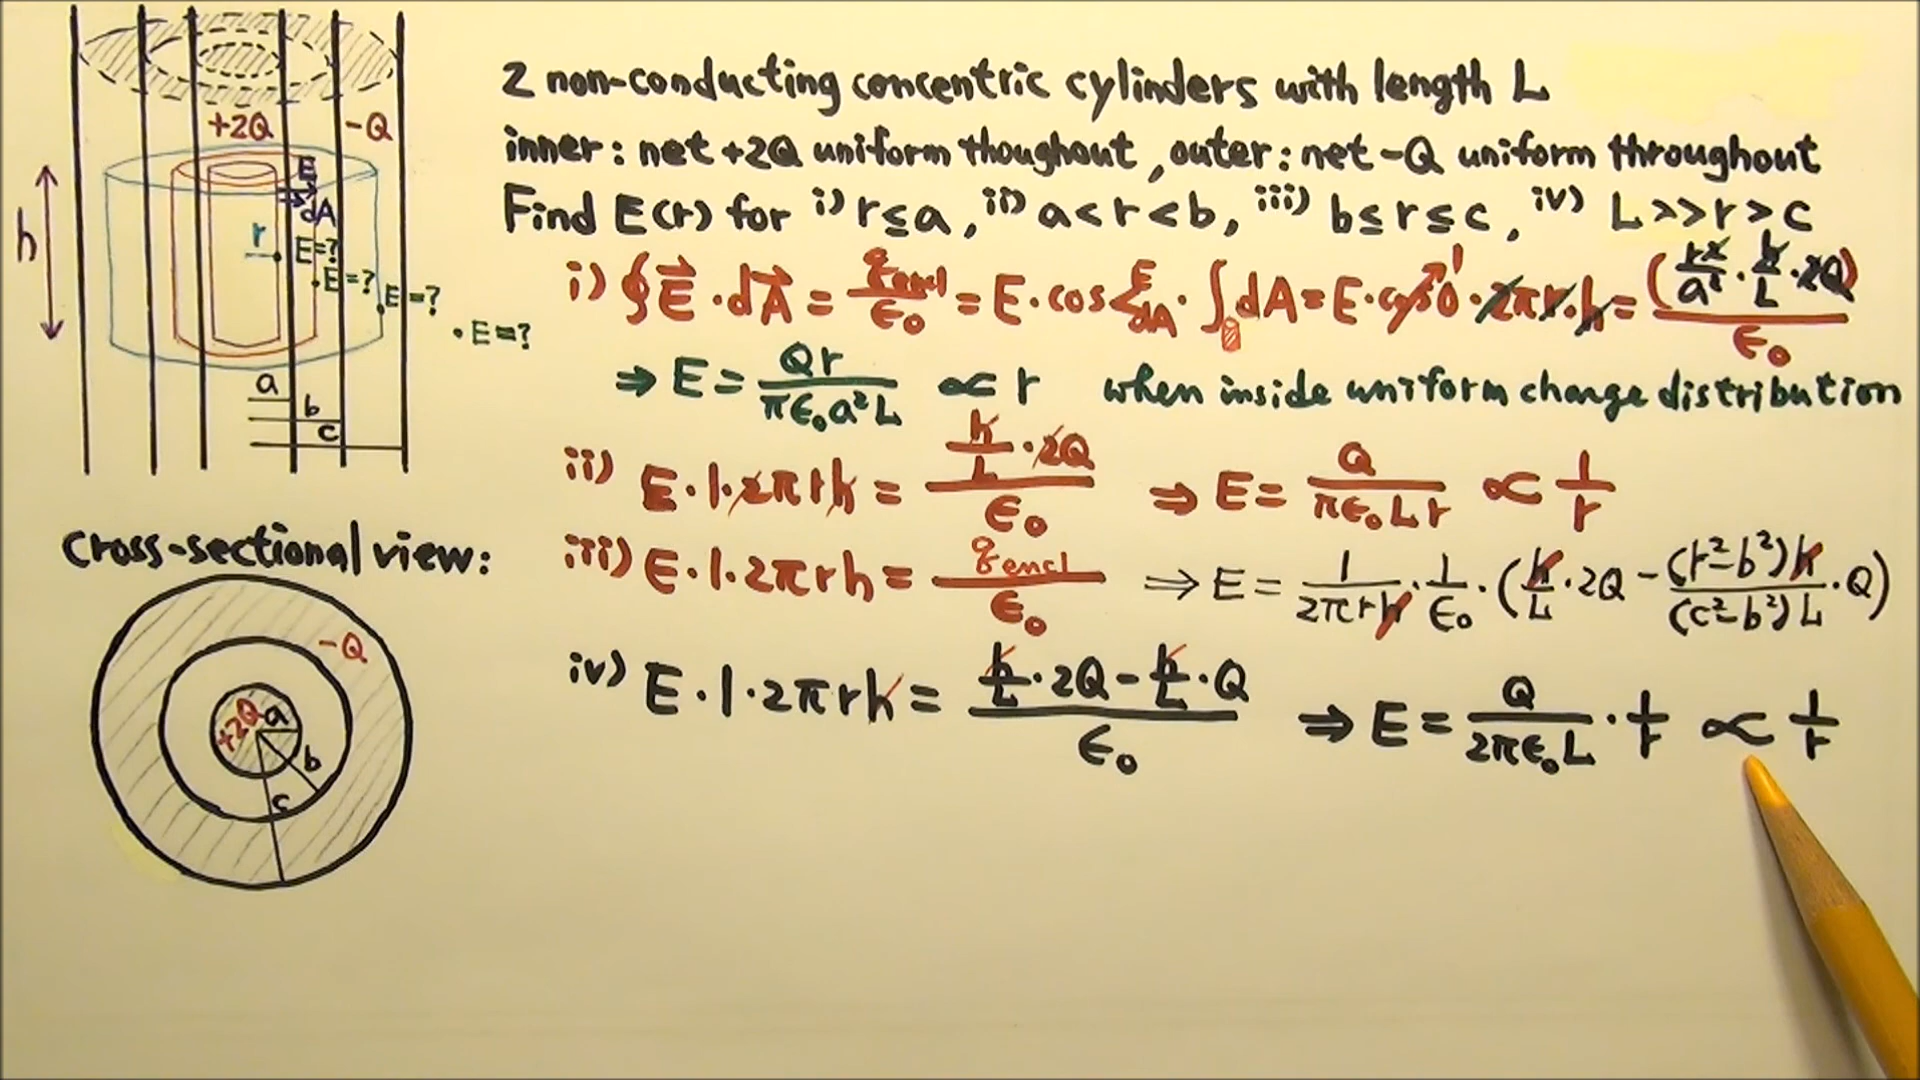 2 non-conducting concentric cylinders with length L
inner: net +2Q uniform thoughout, outer: net -Q uniform throughout
Find E(r) for i) r≤a, ii) a<r<b, iii) b≤r≤c, iv) L>>r>c
i) ∮E⃗·dA⃗ = q encl/ε₀ = E·cos∠E dA·∫dA = E·cos0° 1·2πr·h = (r²/a²·h/L·2Q)/ε₀
⇒ E = Qr/πε₀a²L ∝ r when inside uniform charge distribution
ii) E·1·2πrh = (h/L·2Q)/ε₀ ⇒ E = Q/πε₀Lr ∝ 1/r
iii) E·1·2πrh = q encl/ε₀ ⇒ E = 1/2πrh·1/ε₀·(h/L·2Q - (r²-b²)h/(c²-b²)L·Q)
iv) E·1·2πrh = (h/L·2Q - h/L·Q)/ε₀ ⇒ E = Q/2πε₀L·1/r ∝ 1/r
+2Q -Q
h
E
dA
r
E=?
E=?
E=?
E=?
a
b
c
cross-sectional view:
-Q
+2Q
a
b
c